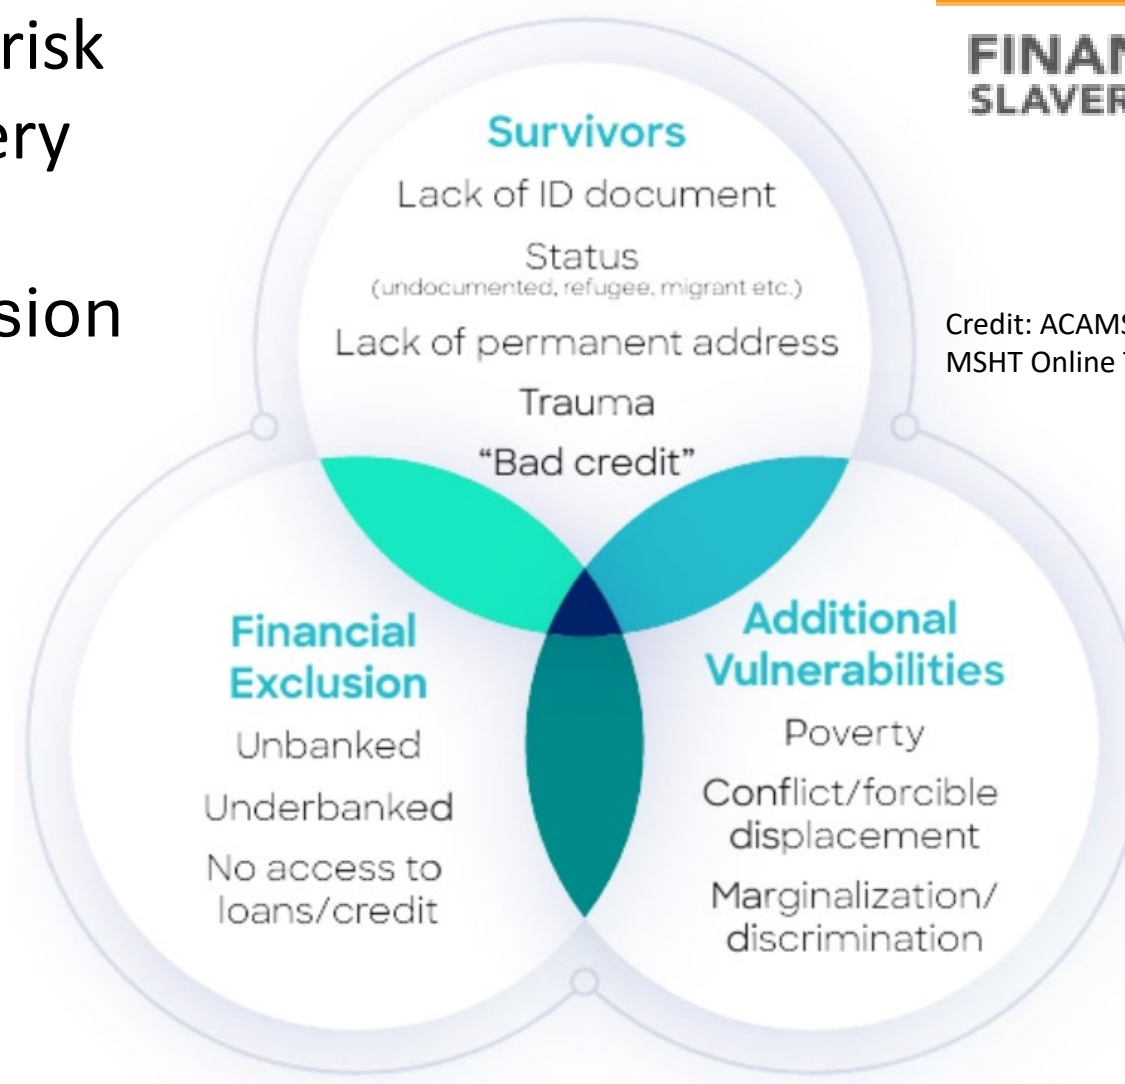 risk
ery
sion
FINAN
SLAVER
Credit: ACAMS
MSHT Online T
Survivors
Lack of ID document
Status
(undocumented, refugee, migrant etc.)
Lack of permanent address
Trauma
“Bad credit”
Financial
Exclusion
Unbanked
Underbanked
No access to
loans/credit
Additional
Vulnerabilities
Poverty
Conflict/forcible
displacement
Marginalization/
discrimination